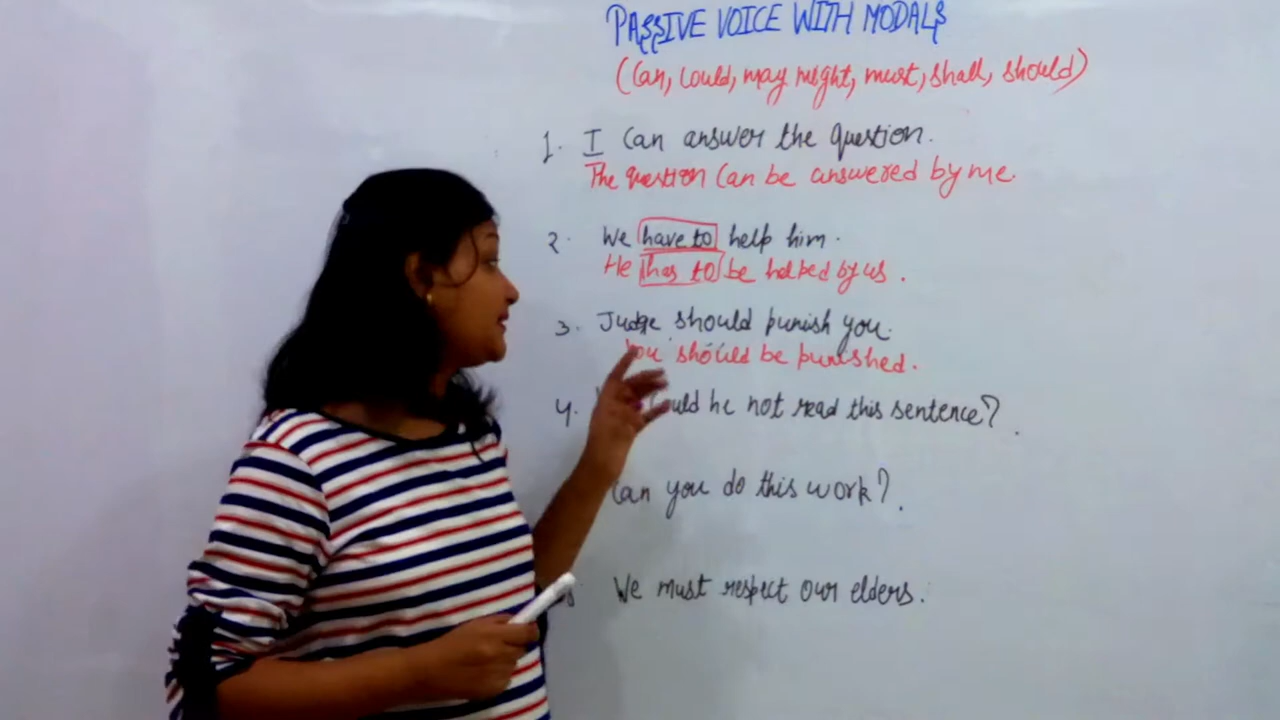 PASSIVE VOICE WITH MODALS
(Can, Could, may might, must, shall, should)
1. I can answer the question.
The question can be answered by me.
2. We have to help him.
He has to be helped by us.
3. Judge should punish you.
You should be punished.
4. he not read this sentence?
Can you do this work?
We must respect our elders.